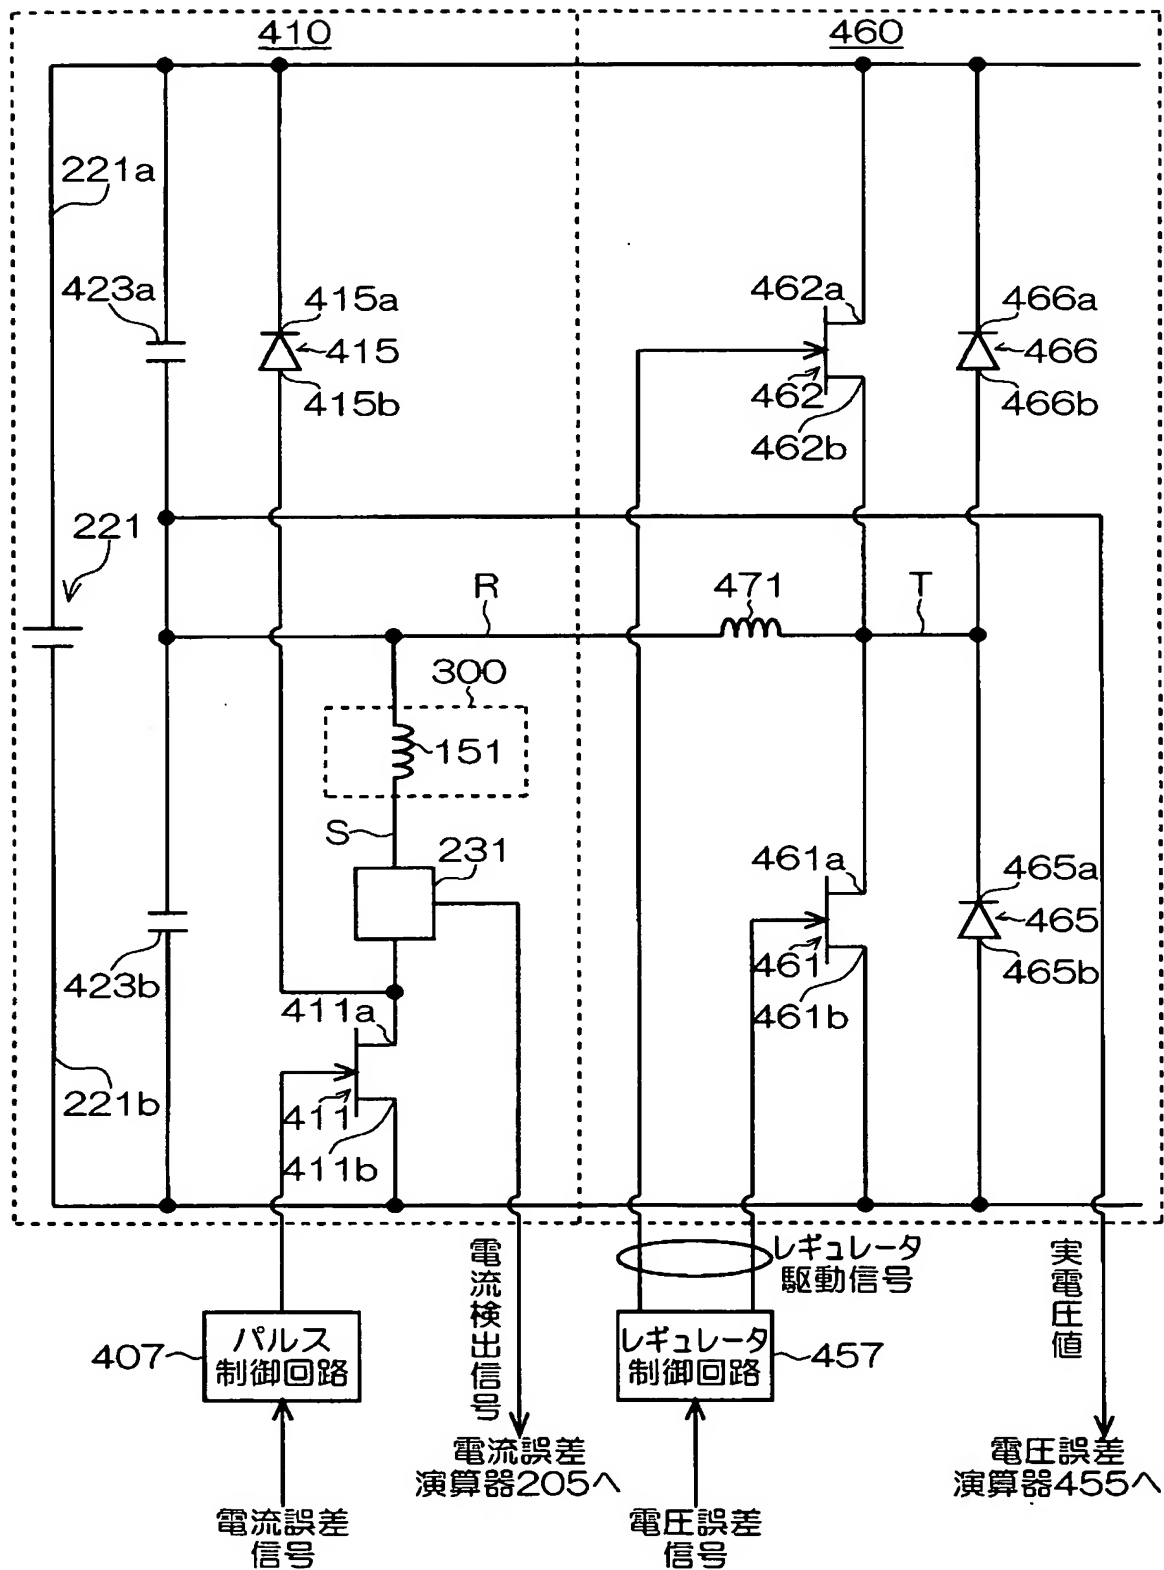 410
460
221a
423a
415a
415
415b
462a
462
462b
466a
466
466b
221
R
471
T
300
151
S
231
461a
461
461b
465a
465
465b
423b
411a
411
411b
221b
電流検出信号
レギュレータ
駆動信号
実電圧値
407
パルス
制御回路
レギュレータ
制御回路
457
電流誤差
演算器205へ
電圧誤差
演算器455へ
電流誤差
信号
電圧誤差
信号